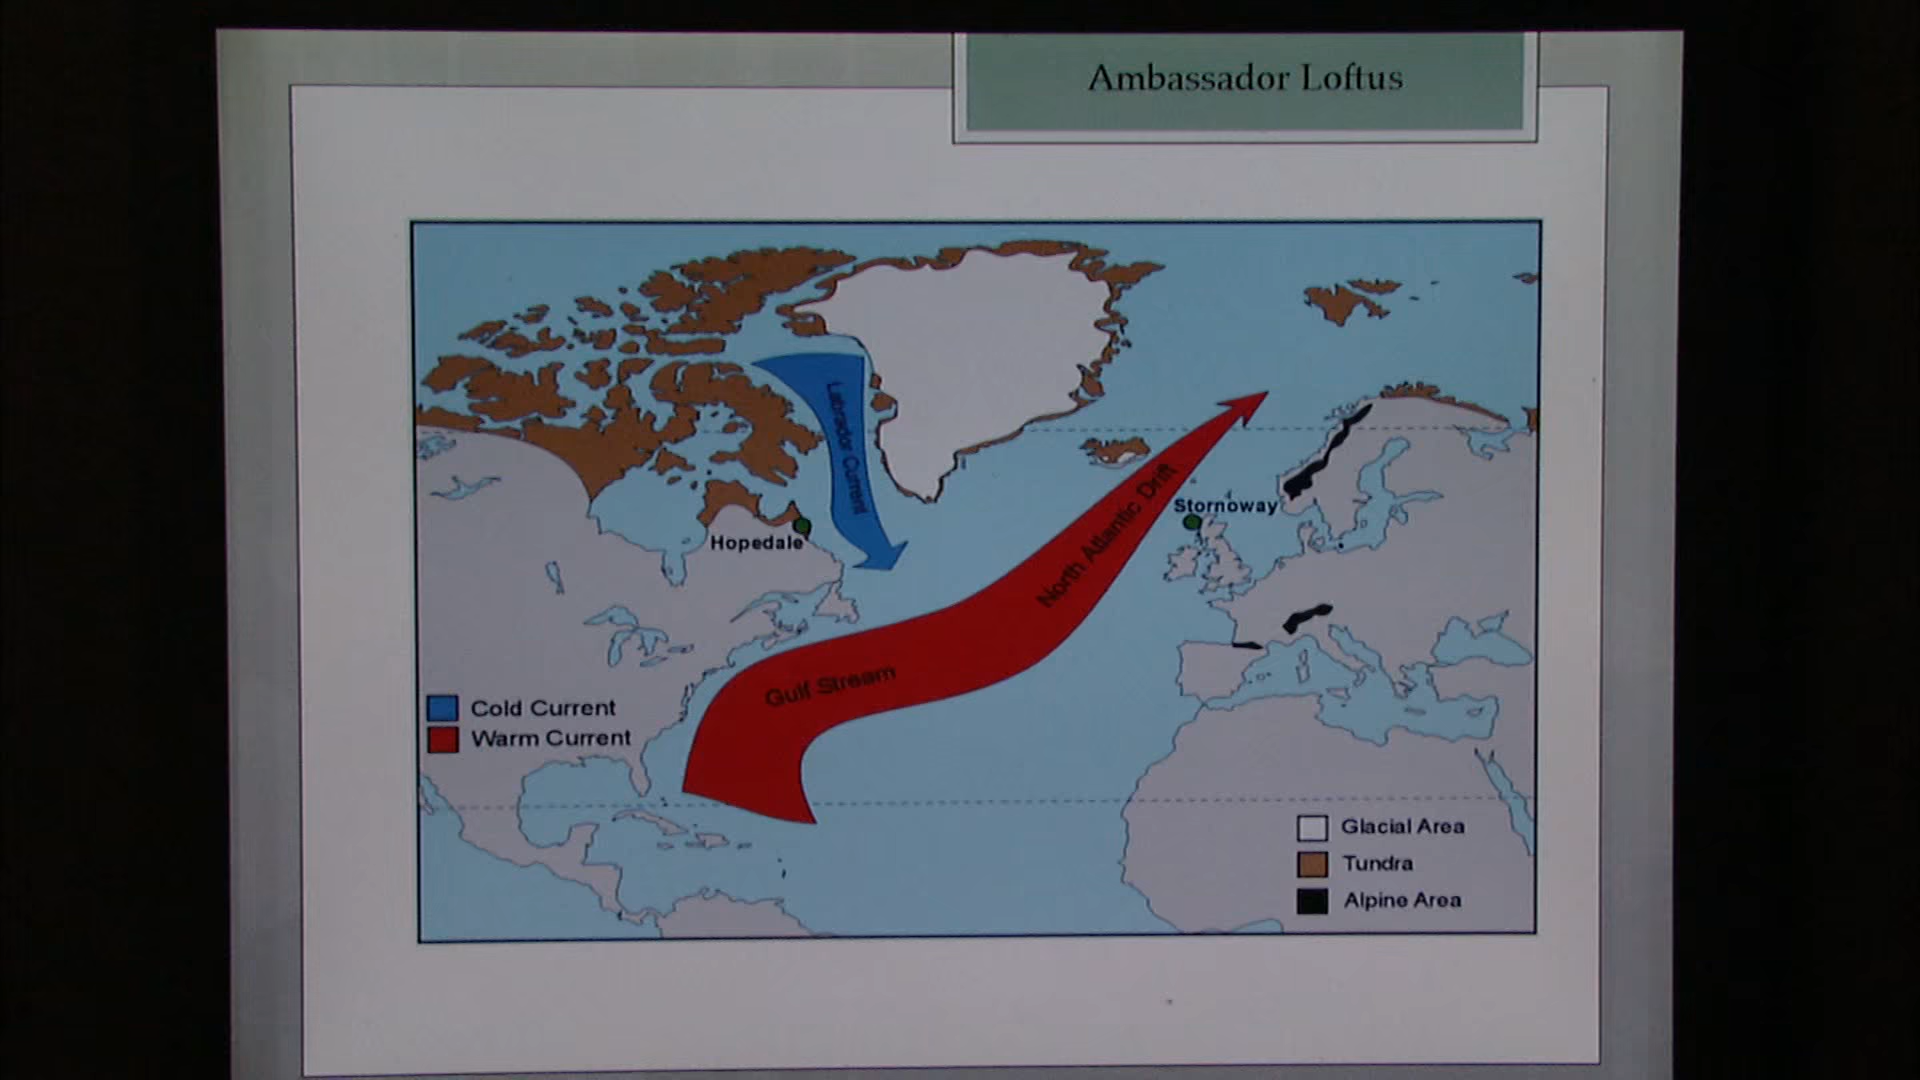 Ambassador Loftus
Labrador Current
Stornoway
Hopedale
North Atlantic Drift
Gulf Stream
Cold Current
Warm Current
Glacial Area
Tundra
Alpine Area